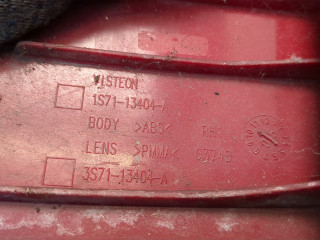 VISTEON
1S71-13404-A
BODY >ABS<
LENS >PMMA<
3S71-13404-A